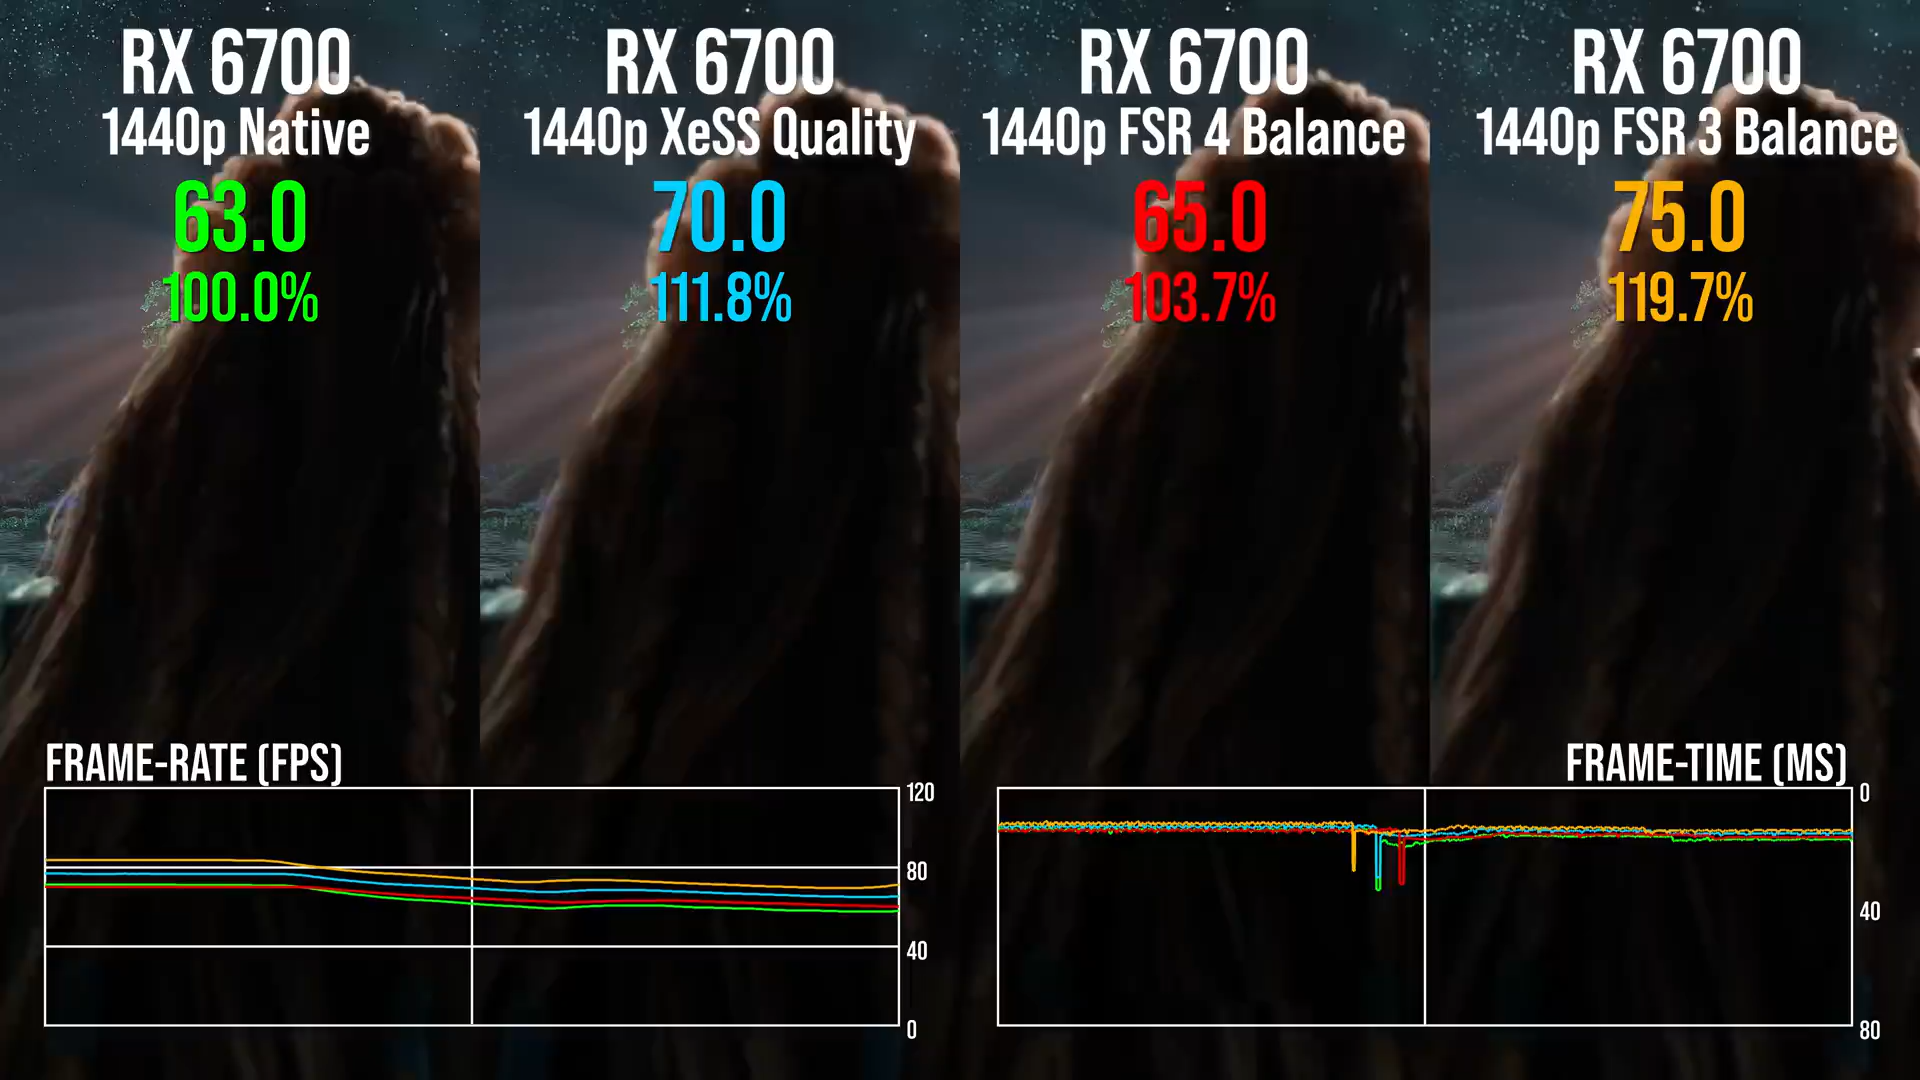 RX 6700
1440p Native
63.0
100.0%
RX 6700
1440p XeSS Quality
70.0
111.8%
RX 6700
1440p FSR 4 Balance
65.0
103.7%
RX 6700
1440p FSR 3 Balance
75.0
119.7%
FRAME-RATE (FPS)
120
80
40
0
FRAME-TIME (MS)
0
40
80